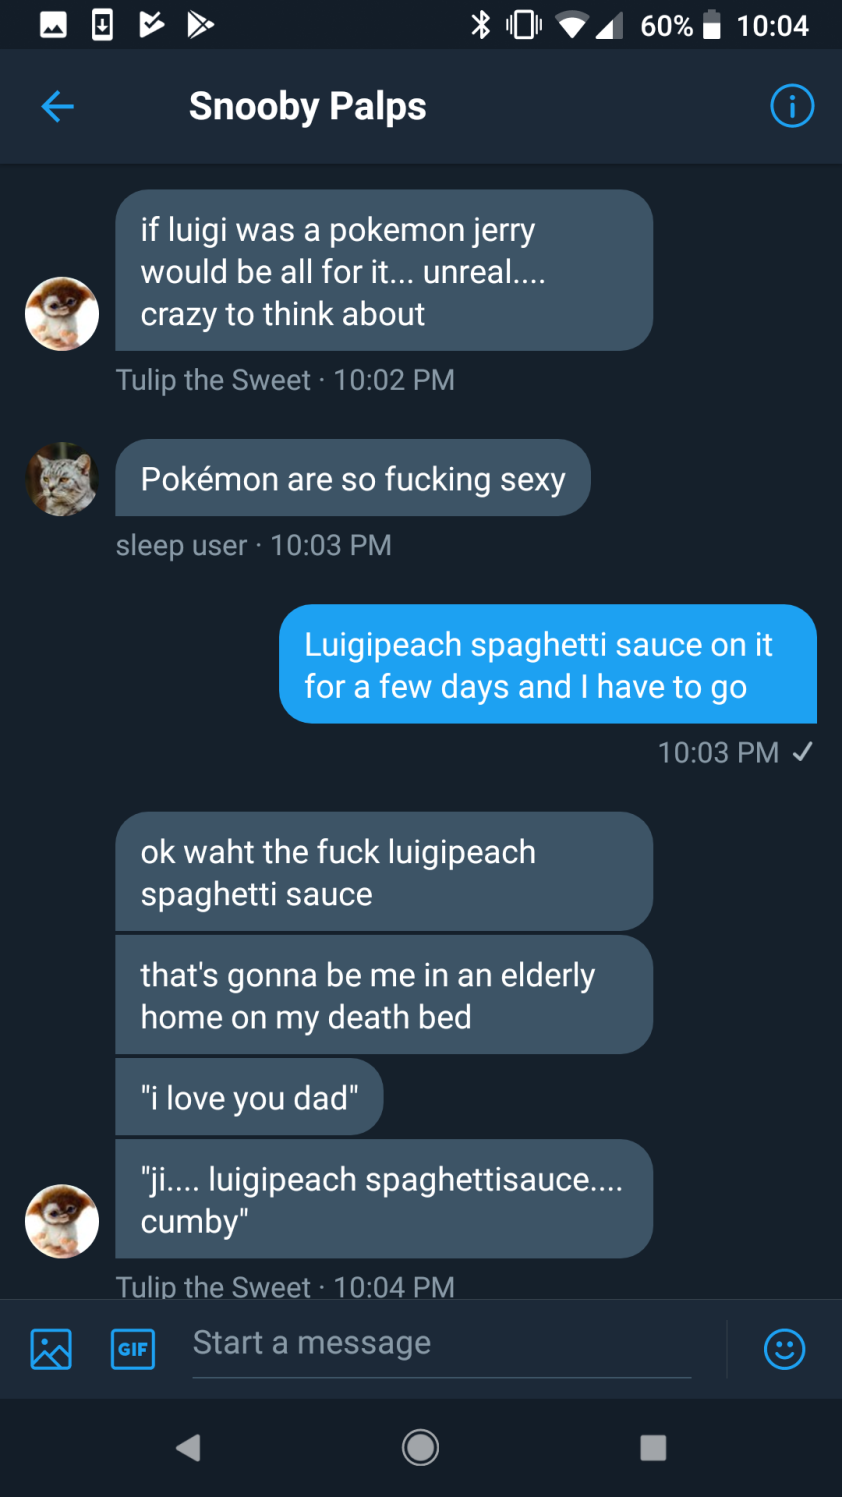 60% 10:04
Snooby Palps
if luigi was a pokemon jerry
would be all for it... unreal....
crazy to think about
Tulip the Sweet · 10:02 PM
Pokémon are so fucking sexy
sleep user · 10:03 PM
Luigipeach spaghetti sauce on it
for a few days and I have to go
10:03 PM
ok waht the fuck luigipeach
spaghetti sauce
that's gonna be me in an elderly
home on my death bed
"i love you dad"
"ji.... luigipeach spaghettisauce....
cumby"
Tulip the Sweet · 10:04 PM
GIF Start a message